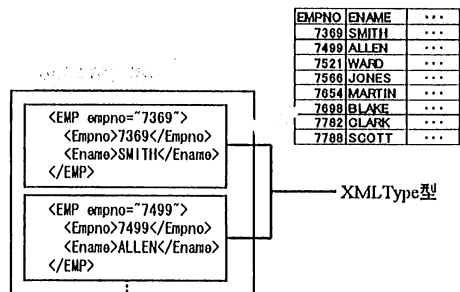 EMPNO ENAME ...
7369 SMITH ...
7499 ALLEN ...
7521 WARD ...
7566 JONES ...
7654 MARTIN ...
7698 BLAKE ...
7782 CLARK ...
7788 SCOTT ...
<EMP empno="7369">
<Empno>7369</Empno>
<Ename>SMITH</Ename>
</EMP>
XMLType型
<EMP empno="7499">
<Empno>7499</Empno>
<Ename>ALLEN</Ename>
</EMP>